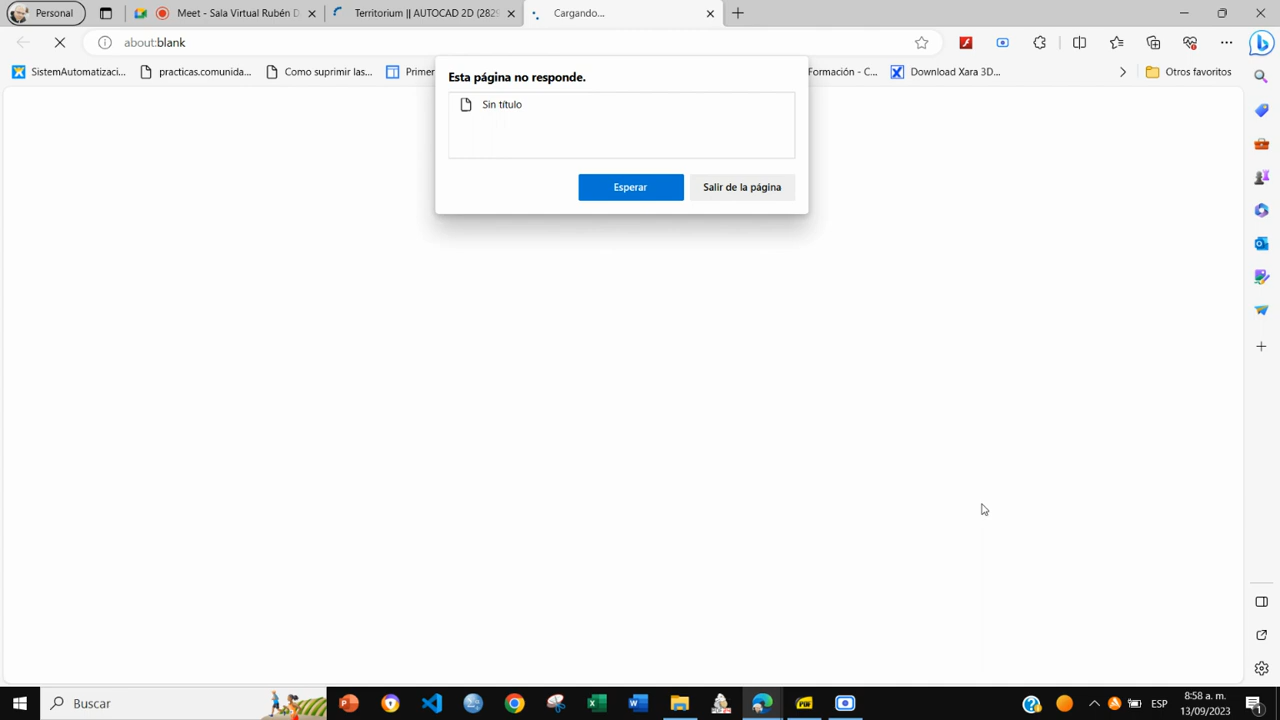 Personal
Meet - Sala Virtual Rubén D
Territorium || AUTOCAD 2D (282
Cargando...
about:blank
SistemAutomatizaci...
practicas.comunida...
Como suprimir las...
Primer
Formación - C...
Download Xara 3D...
Otros favoritos
Esta página no responde.
Sin título
Esperar
Salir de la página
Buscar
ESP
8:58 a. m.
13/09/2023
1